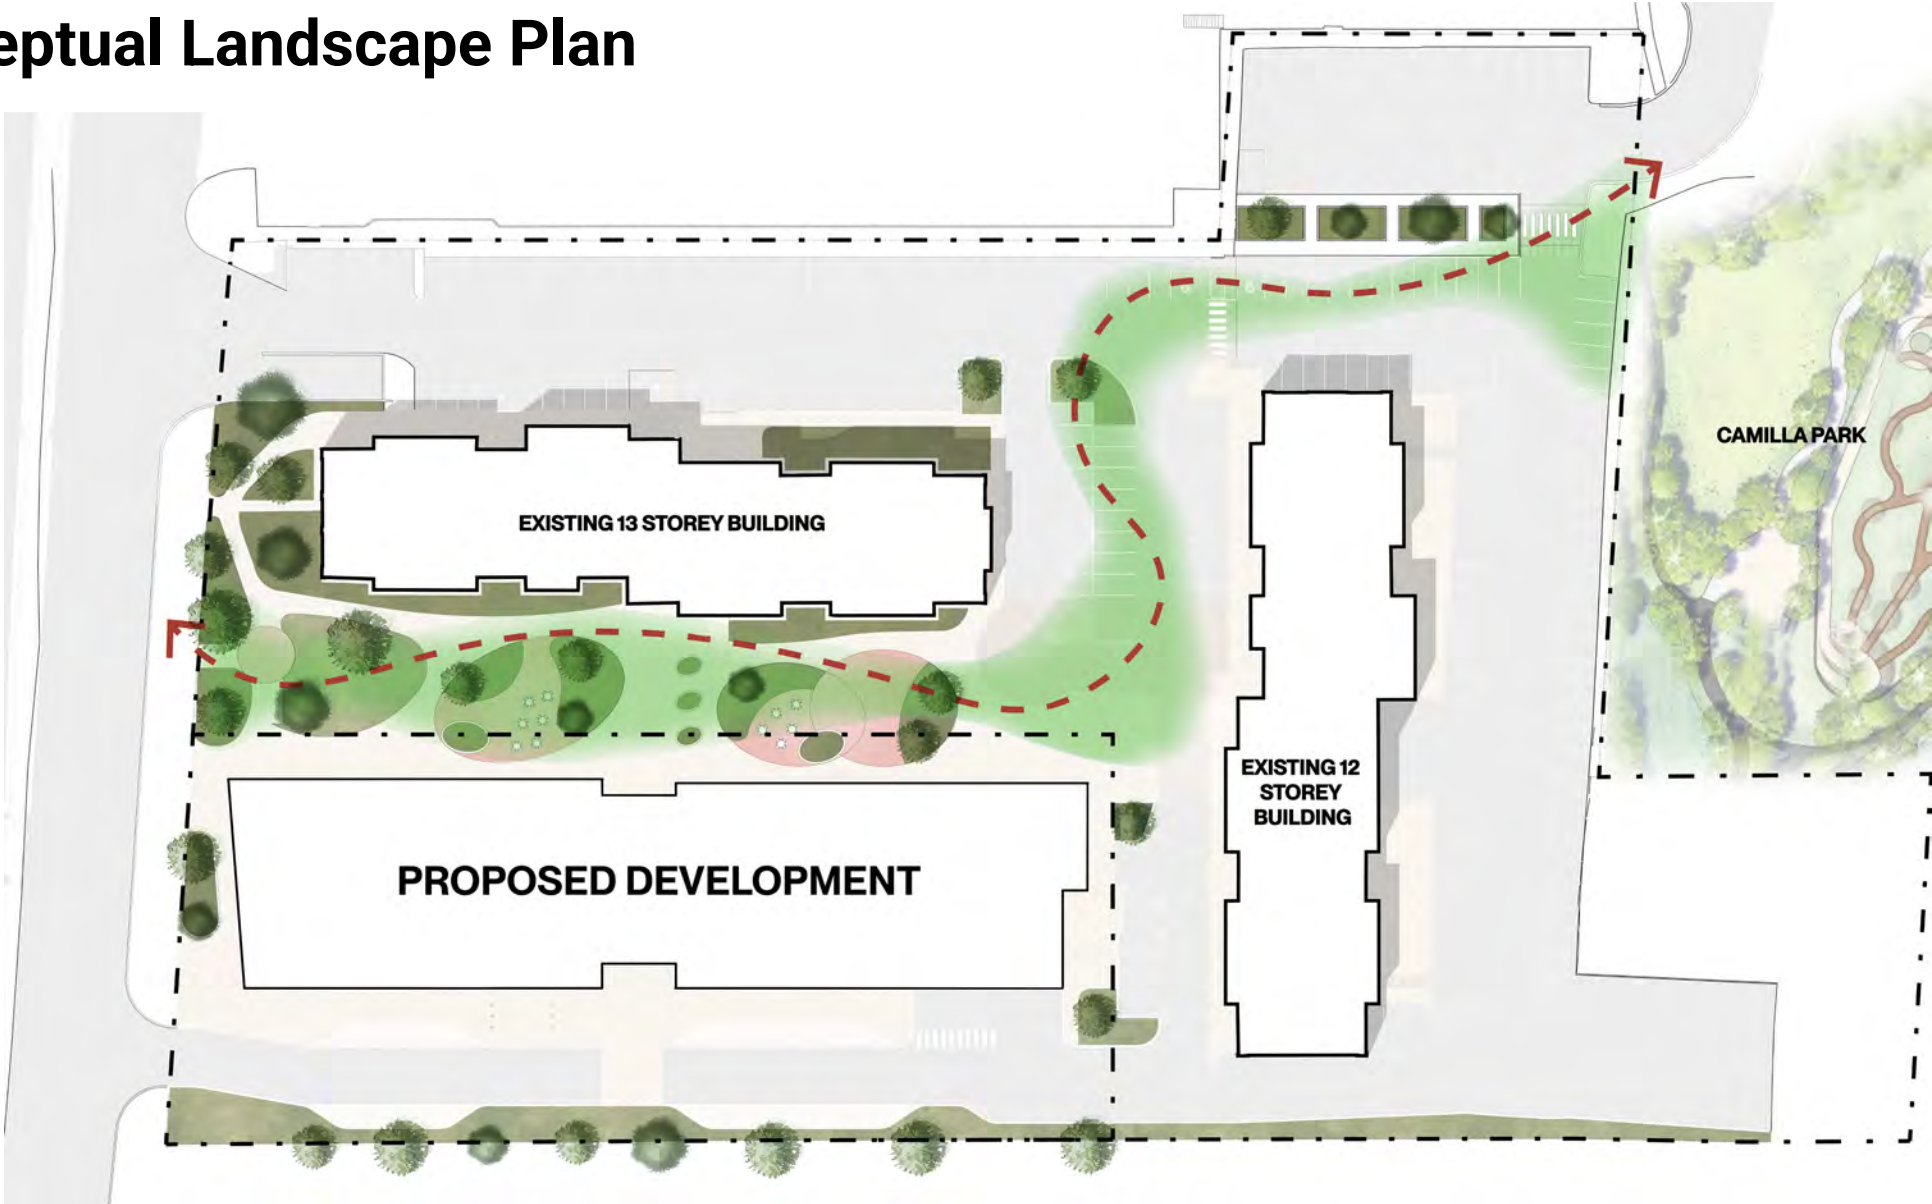 eptual Landscape Plan
CAMILLA PARK
EXISTING 13 STOREY BUILDING
EXISTING 12
STOREY
BUILDING
PROPOSED DEVELOPMENT